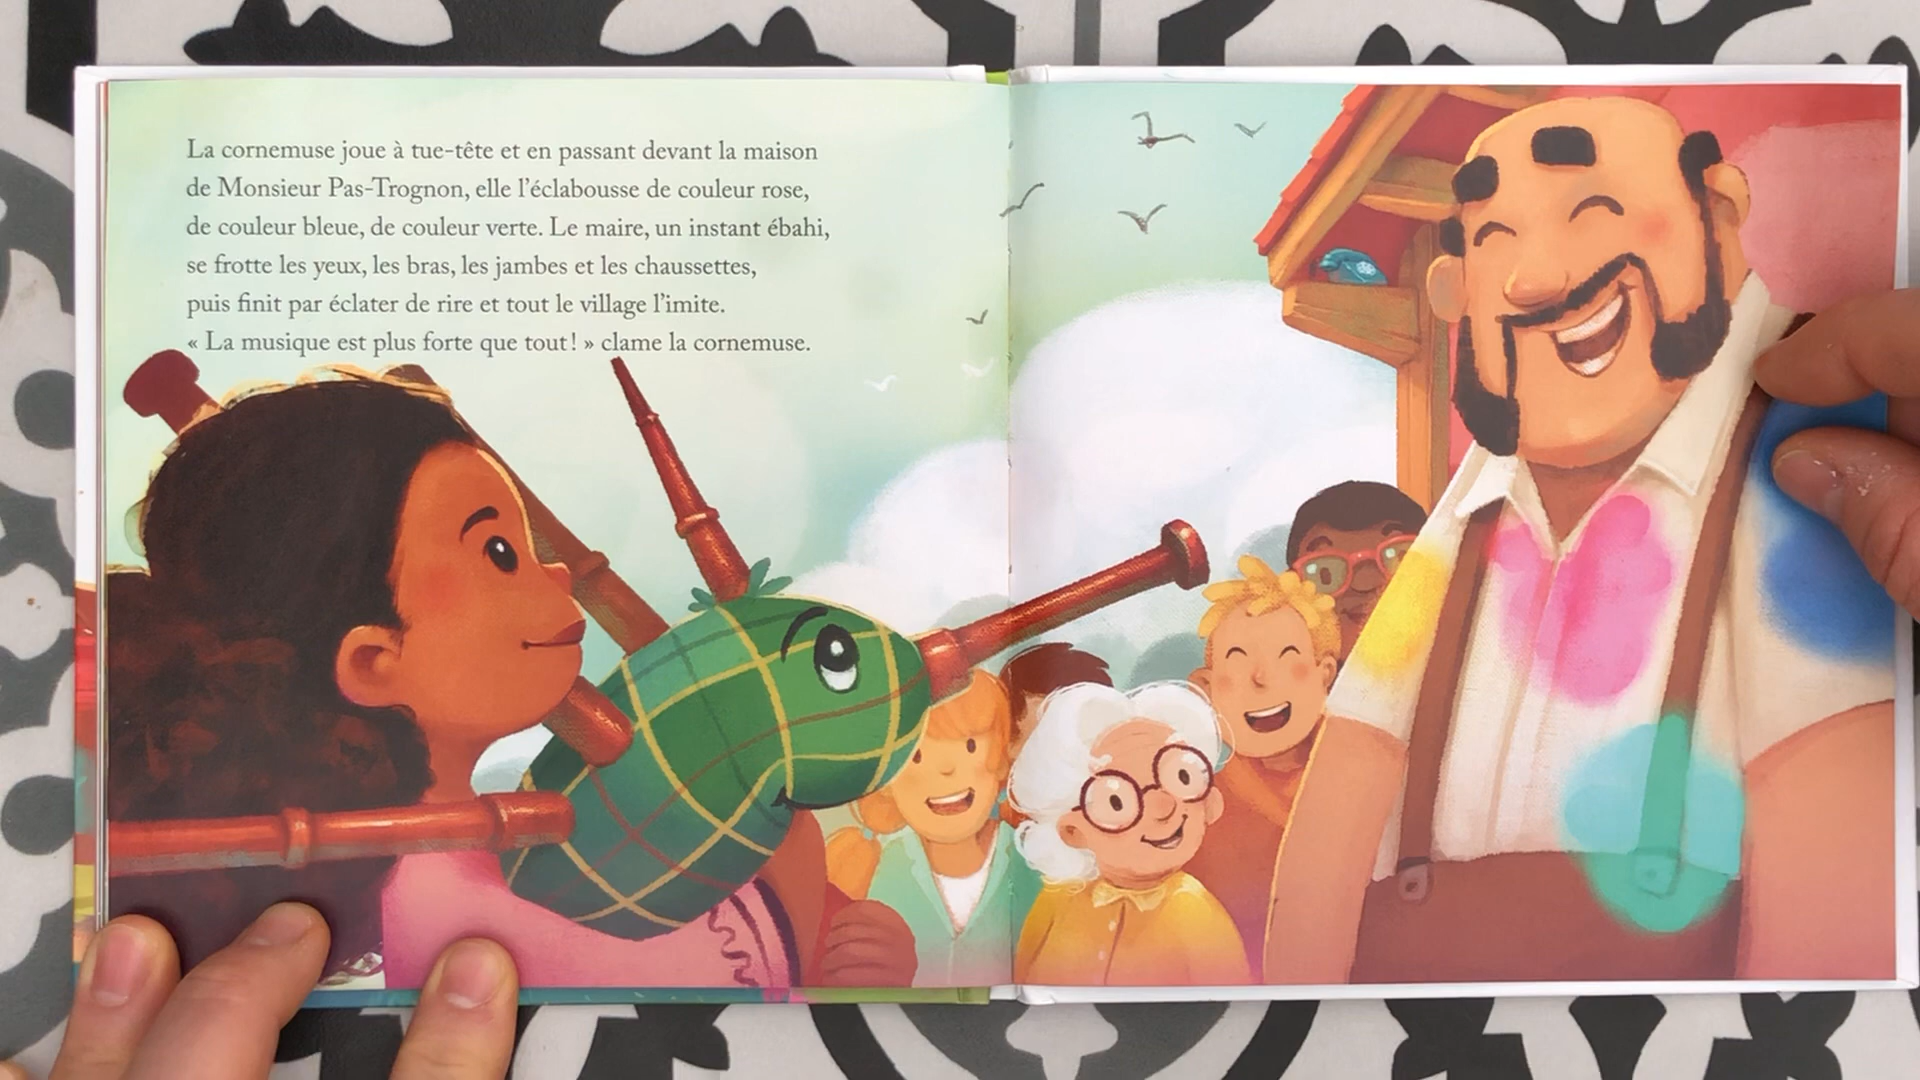 La cornemuse joue à tue-tête et en passant devant la maison
de Monsieur Pas-Trognon, elle l'éclabousse de couleur rose,
de couleur bleue, de couleur verte. Le maire, un instant ébahi,
se frotte les yeux, les bras, les jambes et les chaussettes,
puis finit par éclater de rire et tout le village l'imite.
« La musique est plus forte que tout ! » clame la cornemuse.